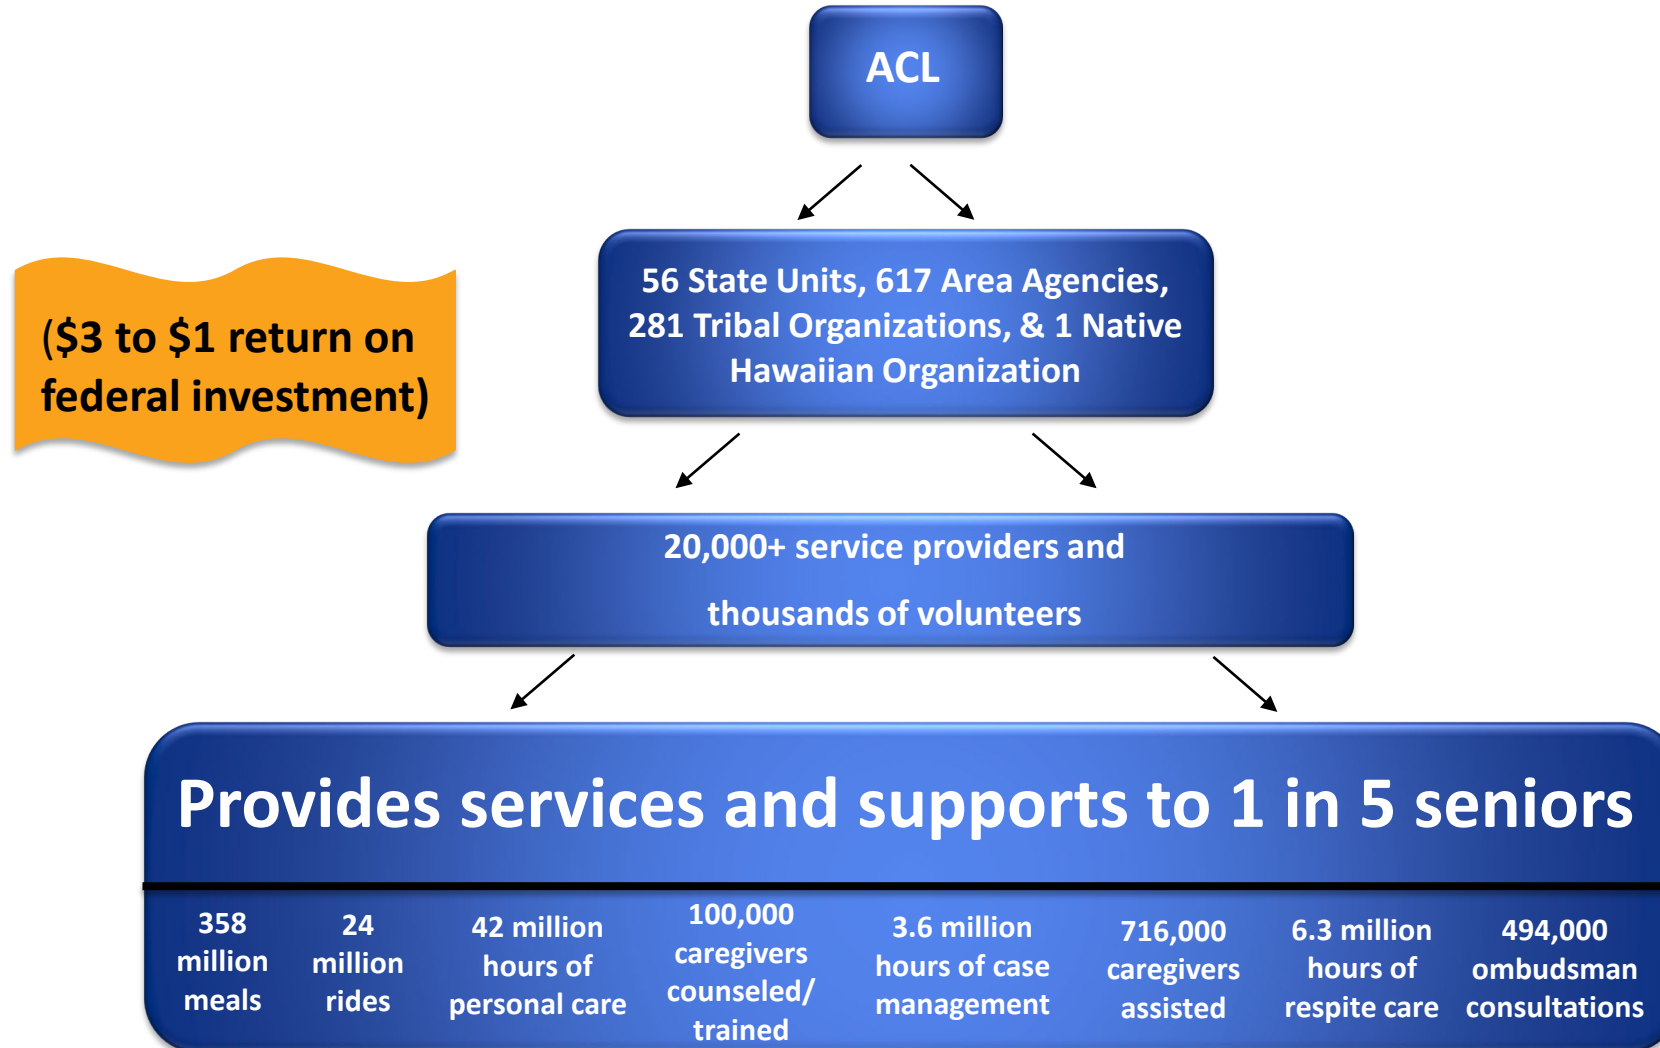 ACL
56 State Units, 617 Area Agencies,
281 Tribal Organizations, & 1 Native
Hawaiian Organization
($3 to $1 return on
federal investment)
20,000+ service providers and
thousands of volunteers
Provides services and supports to 1 in 5 seniors
358
million
meals
24
million
rides
42 million
hours of
personal care
100,000
caregivers
counseled/
trained
3.6 million
hours of case
management
716,000
caregivers
assisted
6.3 million
hours of
respite care
494,000
ombudsman
consultations